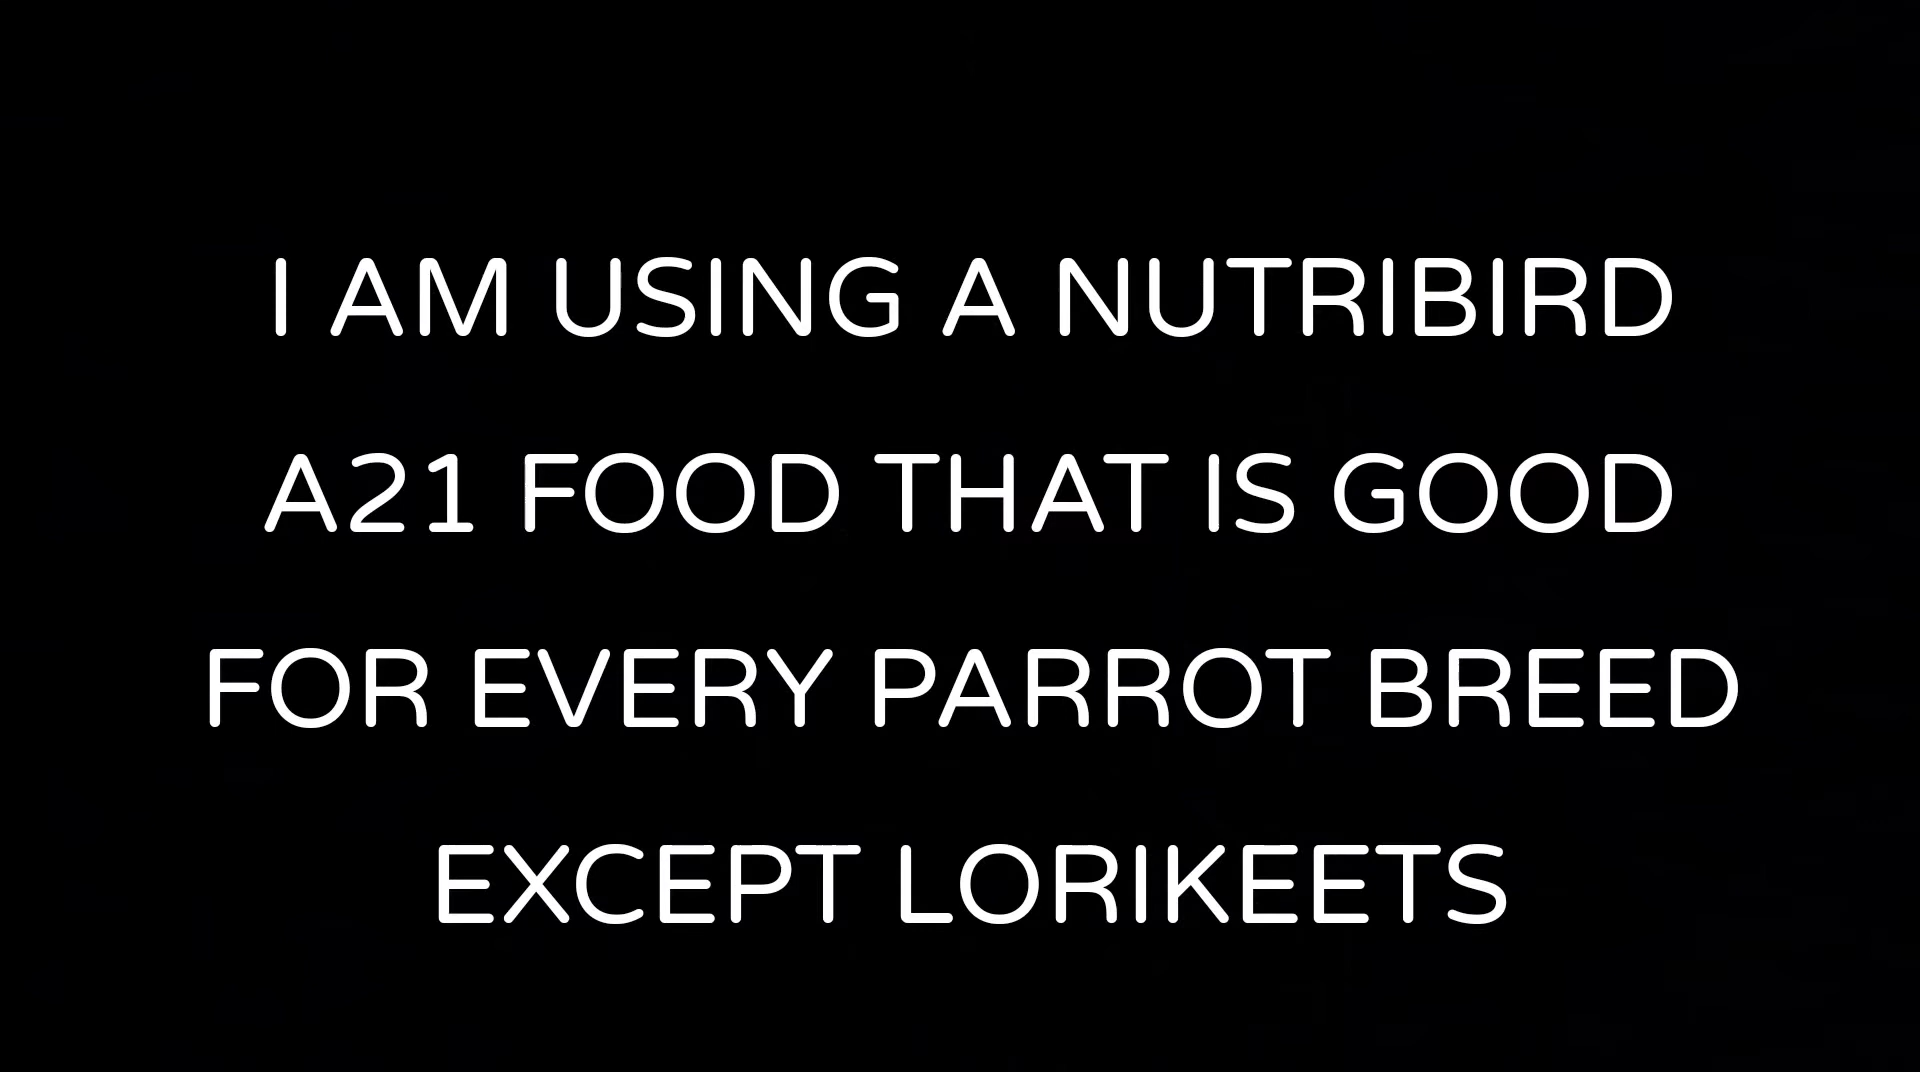 I AM USING A NUTRIBIRD
A21 FOOD THAT IS GOOD
FOR EVERY PARROT BREED
EXCEPT LORIKEETS